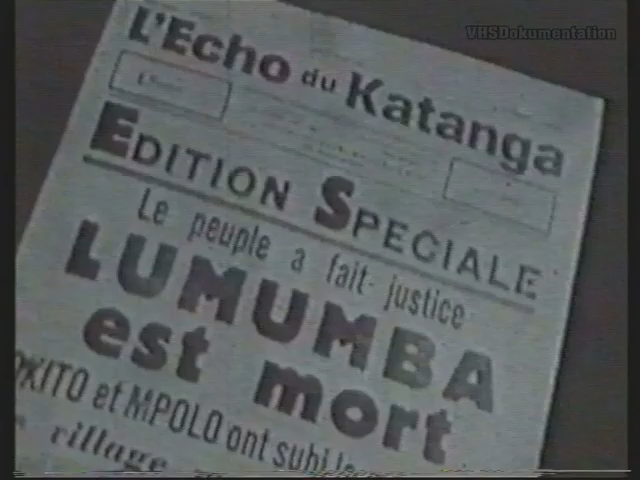 VHSDokumentation
L'Echo du Katanga
EDITION SPECIALE
Le peuple a fait justice
LUMUMBA
est mort
OKITO et MPOLO ont subi le
village